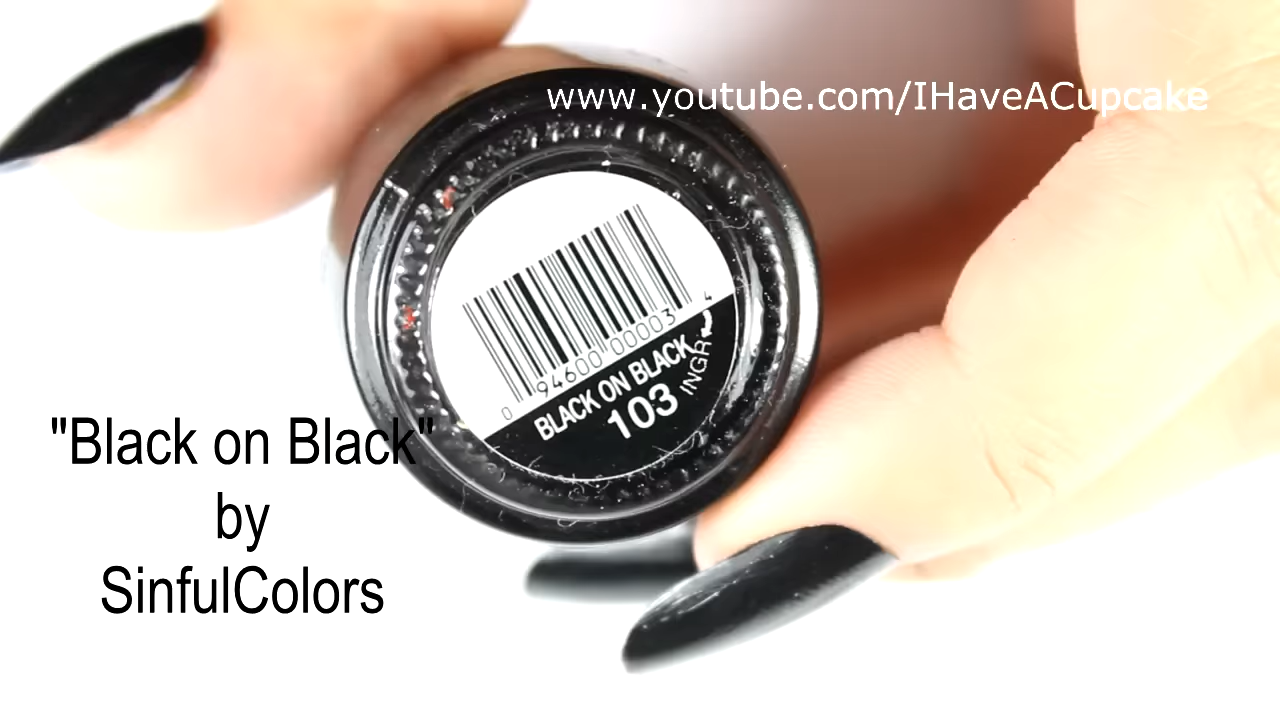 www.youtube.com/IHaveACupcake
0 94600 00003 4
BLACK ON BLACK
103
INGR
"Black on Black"
by
SinfulColors